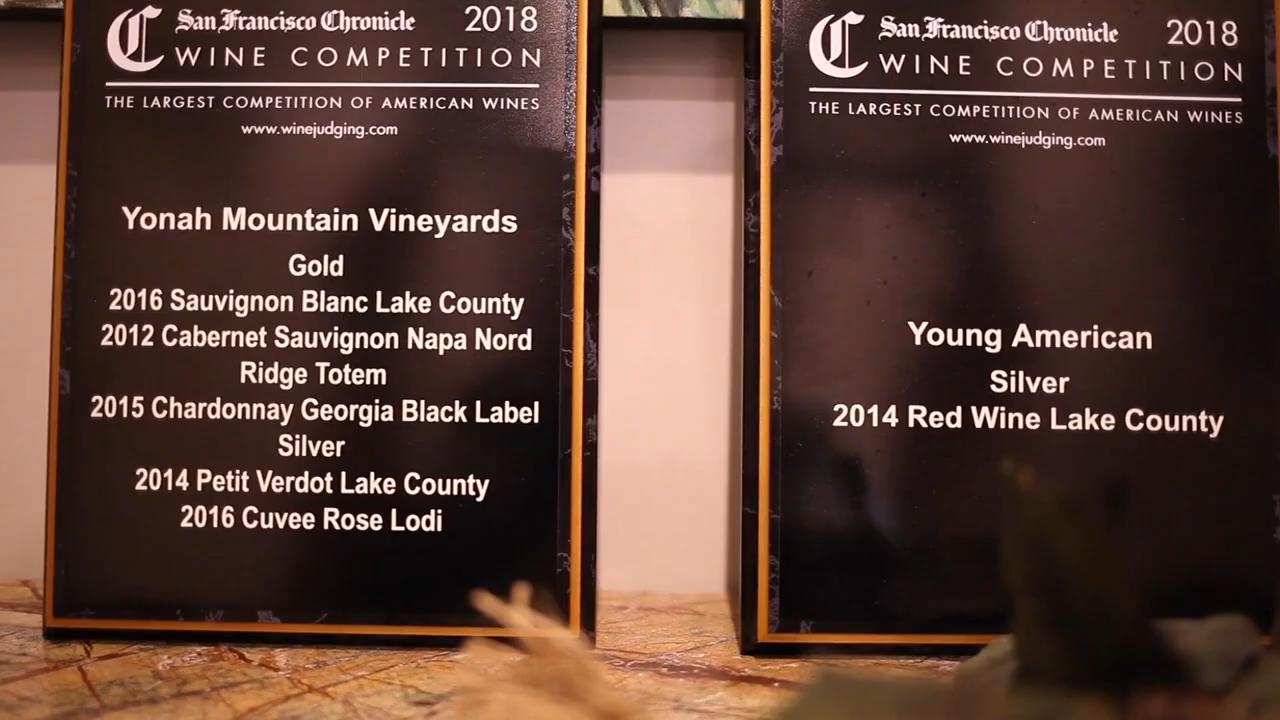 San Francisco Chronicle 2018
WINE COMPETITION
THE LARGEST COMPETITION OF AMERICAN WINES
www.winejudging.com
Yonah Mountain Vineyards
Gold
2016 Sauvignon Blanc Lake County
2012 Cabernet Sauvignon Napa Nord
Ridge Totem
2015 Chardonnay Georgia Black Label
Silver
2014 Petit Verdot Lake County
2016 Cuvee Rose Lodi
San Francisco Chronicle 2018
WINE COMPETITION
THE LARGEST COMPETITION OF AMERICAN WINES
www.winejudging.com
Young American
Silver
2014 Red Wine Lake County